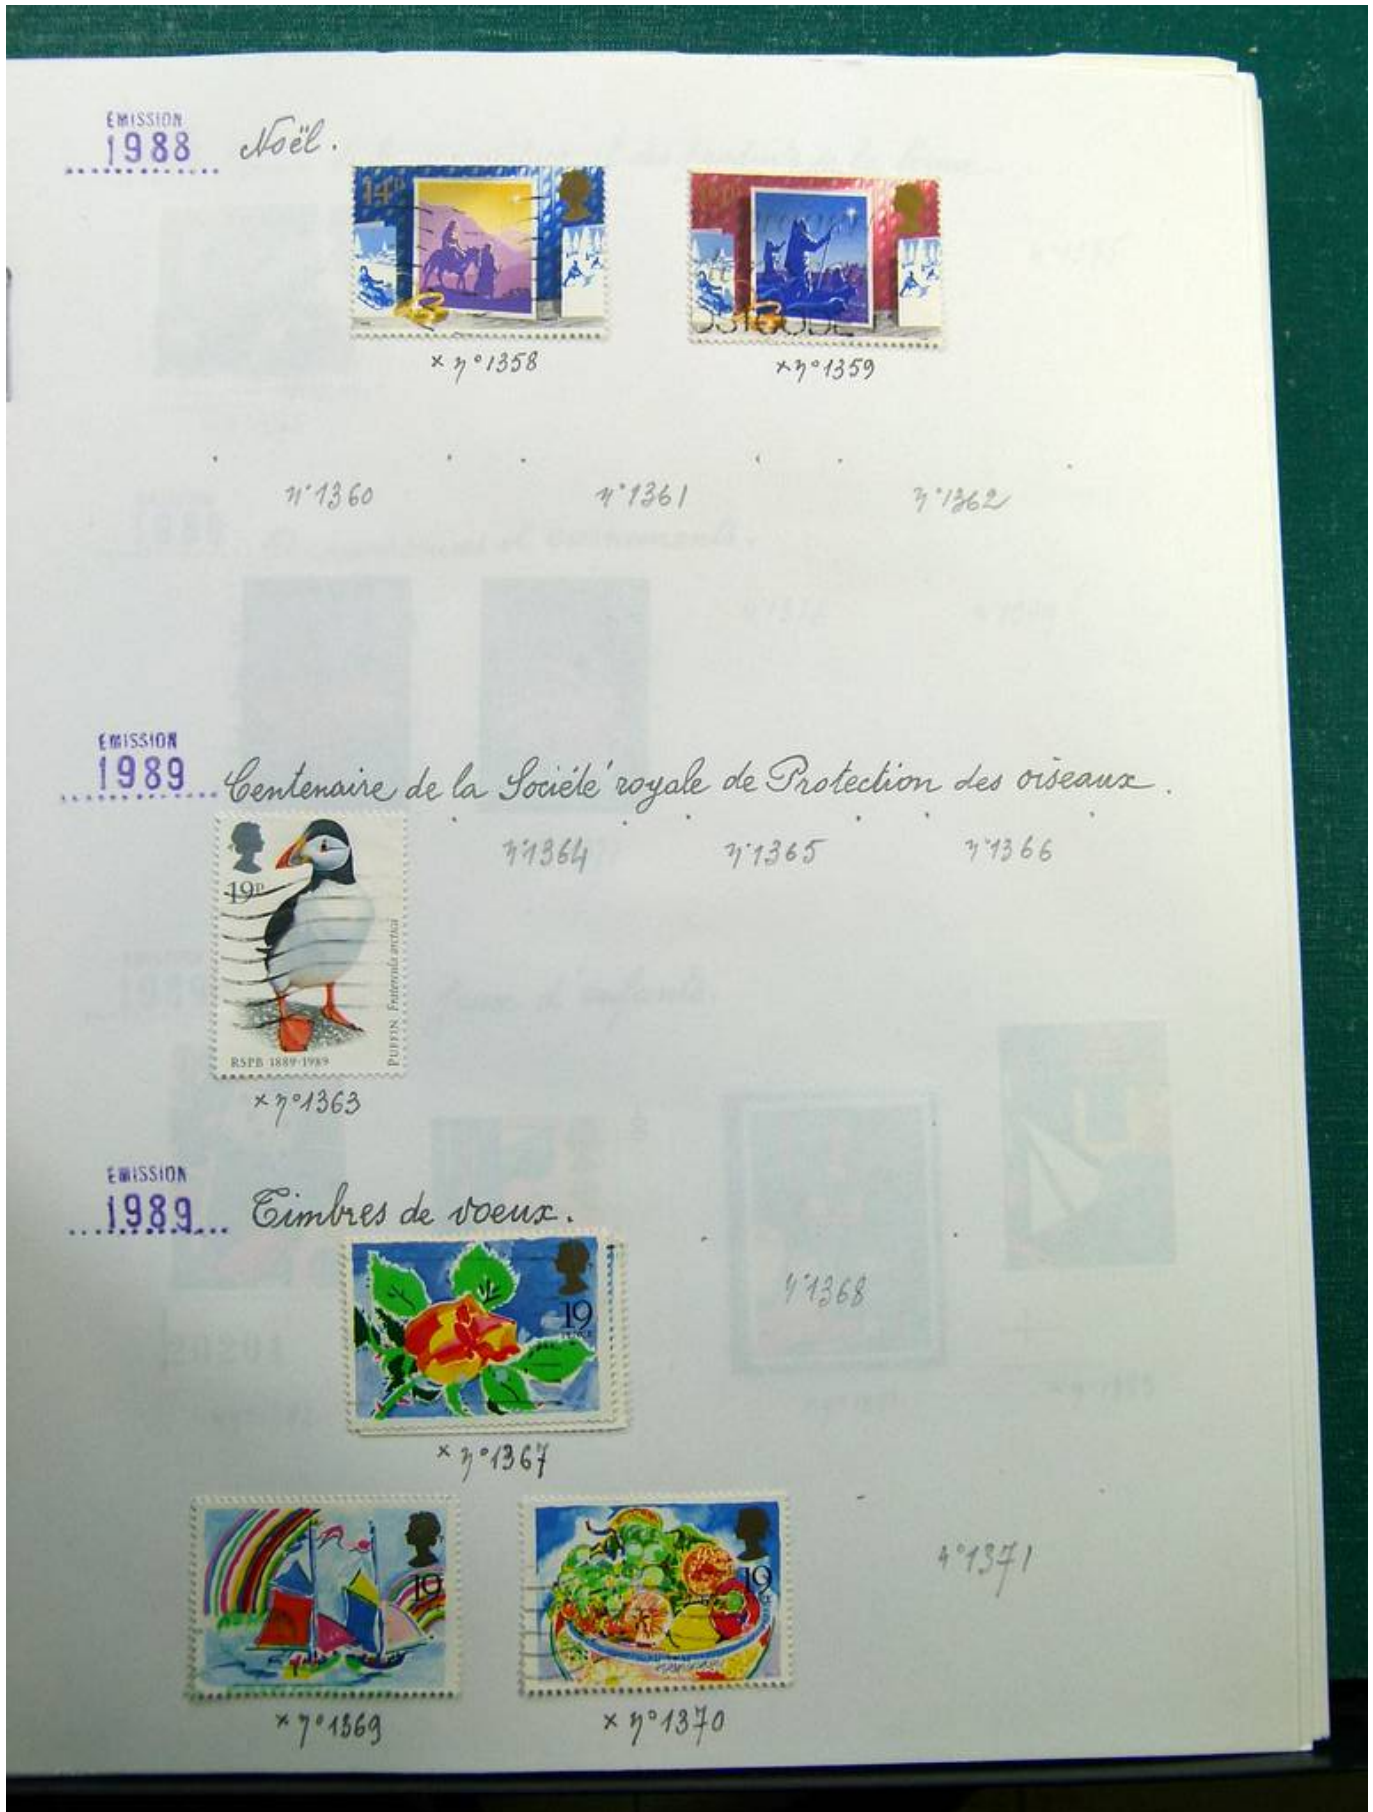 EMISSION
1988 Noël.
14P
x n°1358 x n°1359
n°1360 n°1361 n°1362
EMISSION
1989 Centenaire de la Société royale de Protection des oiseaux.
n°1364 n°1365 n°1366
19P
PUFFIN Fratercula arctica
RSPB 1889-1989
x n°1363
EMISSION
1989 Timbres de voeux.
19
n°1368
x n°1367
19 19
n°1371
x n°1369 x n°1370